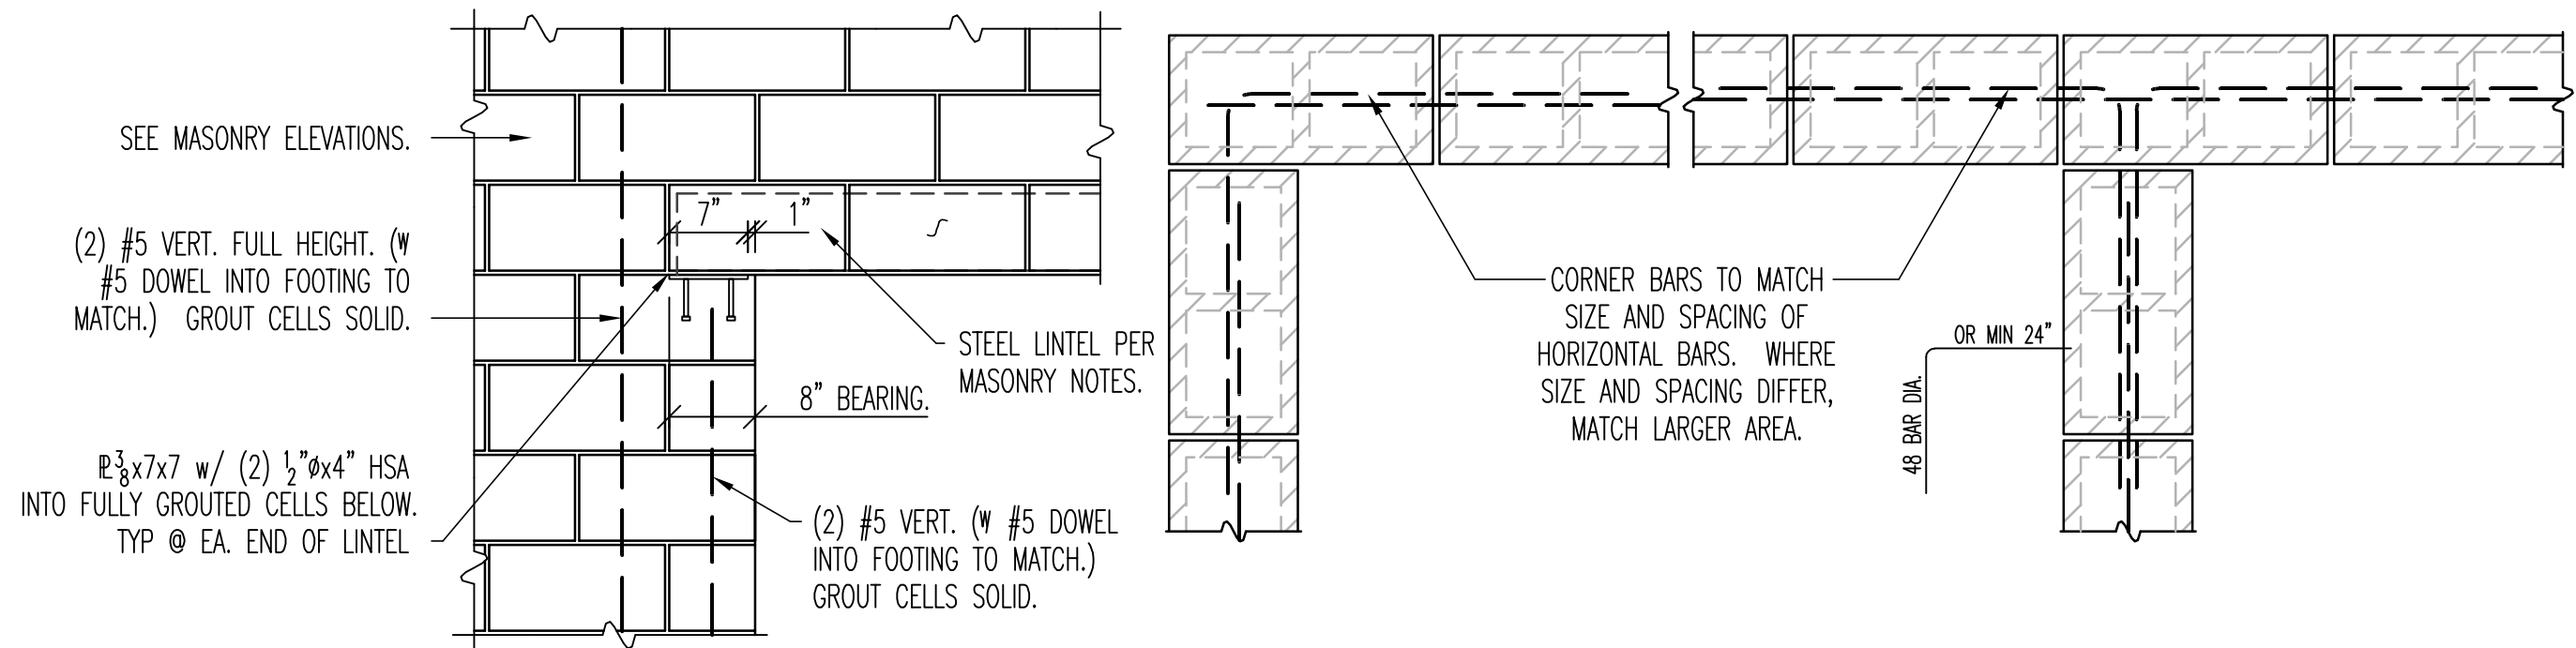 SEE MASONRY ELEVATIONS.
(2) #5 VERT. FULL HEIGHT. (W
#5 DOWEL INTO FOOTING TO
MATCH.) GROUT CELLS SOLID.
℄ 3/8x7x7 w/ (2) 1/2"øx4" HSA
INTO FULLY GROUTED CELLS BELOW.
TYP @ EA. END OF LINTEL
7" 1"
STEEL LINTEL PER
MASONRY NOTES.
8" BEARING.
(2) #5 VERT. (W #5 DOWEL
INTO FOOTING TO MATCH.)
GROUT CELLS SOLID.
CORNER BARS TO MATCH
SIZE AND SPACING OF
HORIZONTAL BARS. WHERE
SIZE AND SPACING DIFFER,
MATCH LARGER AREA.
OR MIN 24"
48 BAR DIA.